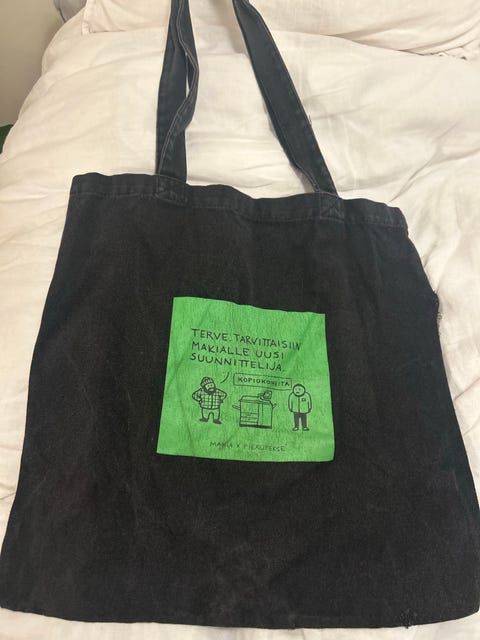 TERVE. TARVITTAISIIN
MAKIALLE UUSI
SUUNNITTELIJA.
KOPIOKONEITA
MAKIA X PIERUPERSE